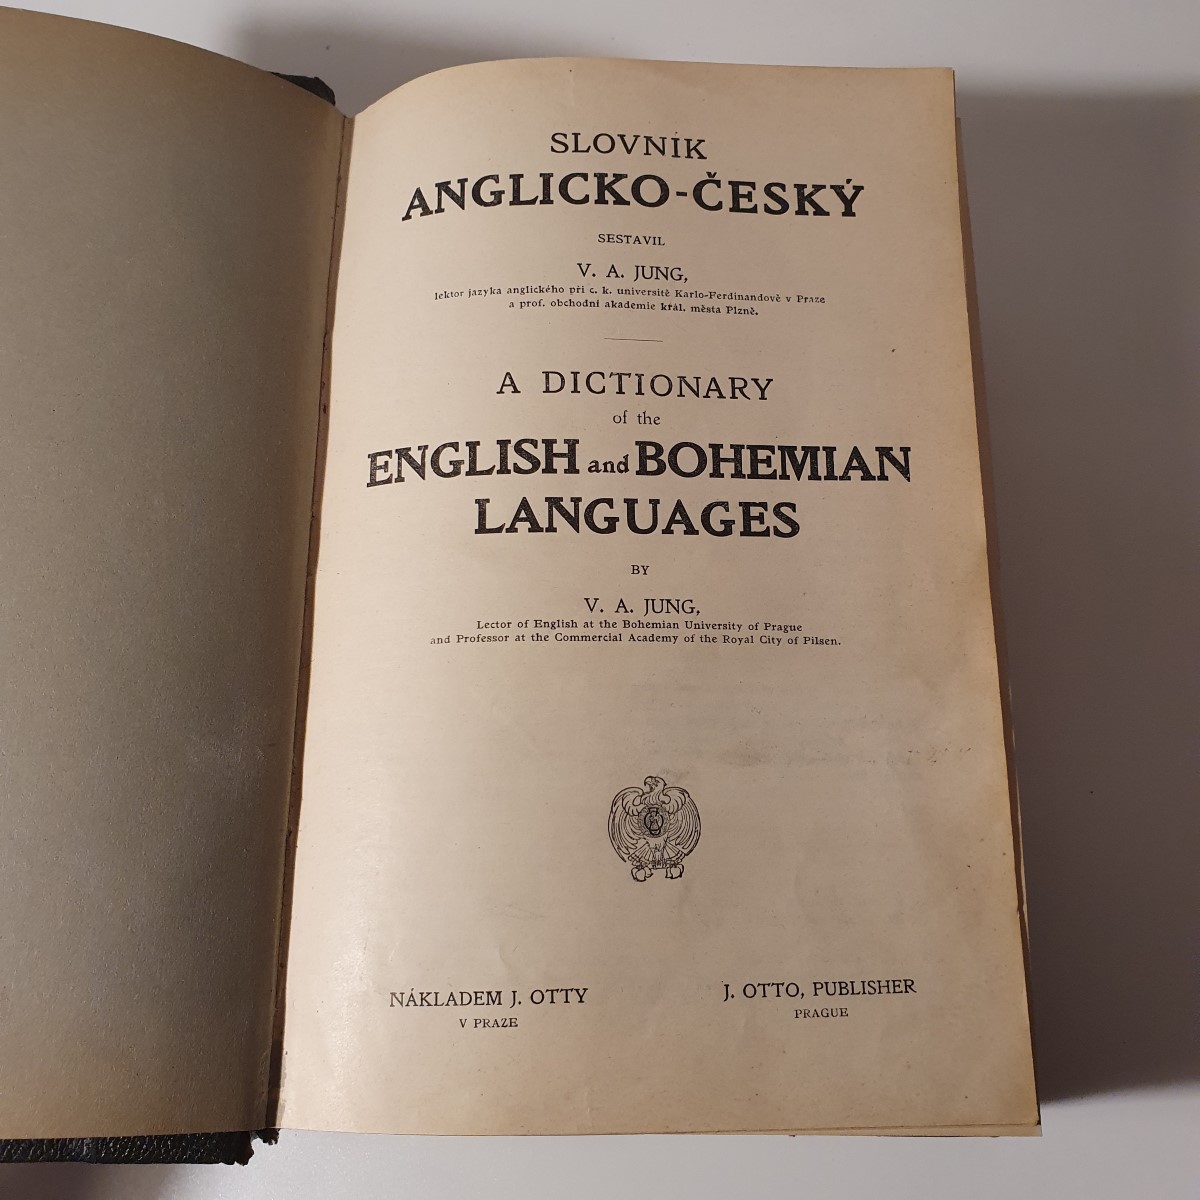 SLOVNÍK
ANGLICKO-ČESKÝ
SESTAVIL
V. A. JUNG,
lektor jazyka anglického při c. k. universitě Karlo-Ferdinandově v Praze
a prof. obchodní akademie král. města Plzně.
A DICTIONARY
of the
ENGLISH and BOHEMIAN
LANGUAGES
BY
V. A. JUNG,
Lector of English at the Bohemian University of Prague
and Professor at the Commercial Academy of the Royal City of Pilsen.
NÁKLADEM J. OTTY
V PRAZE
J. OTTO, PUBLISHER
PRAGUE